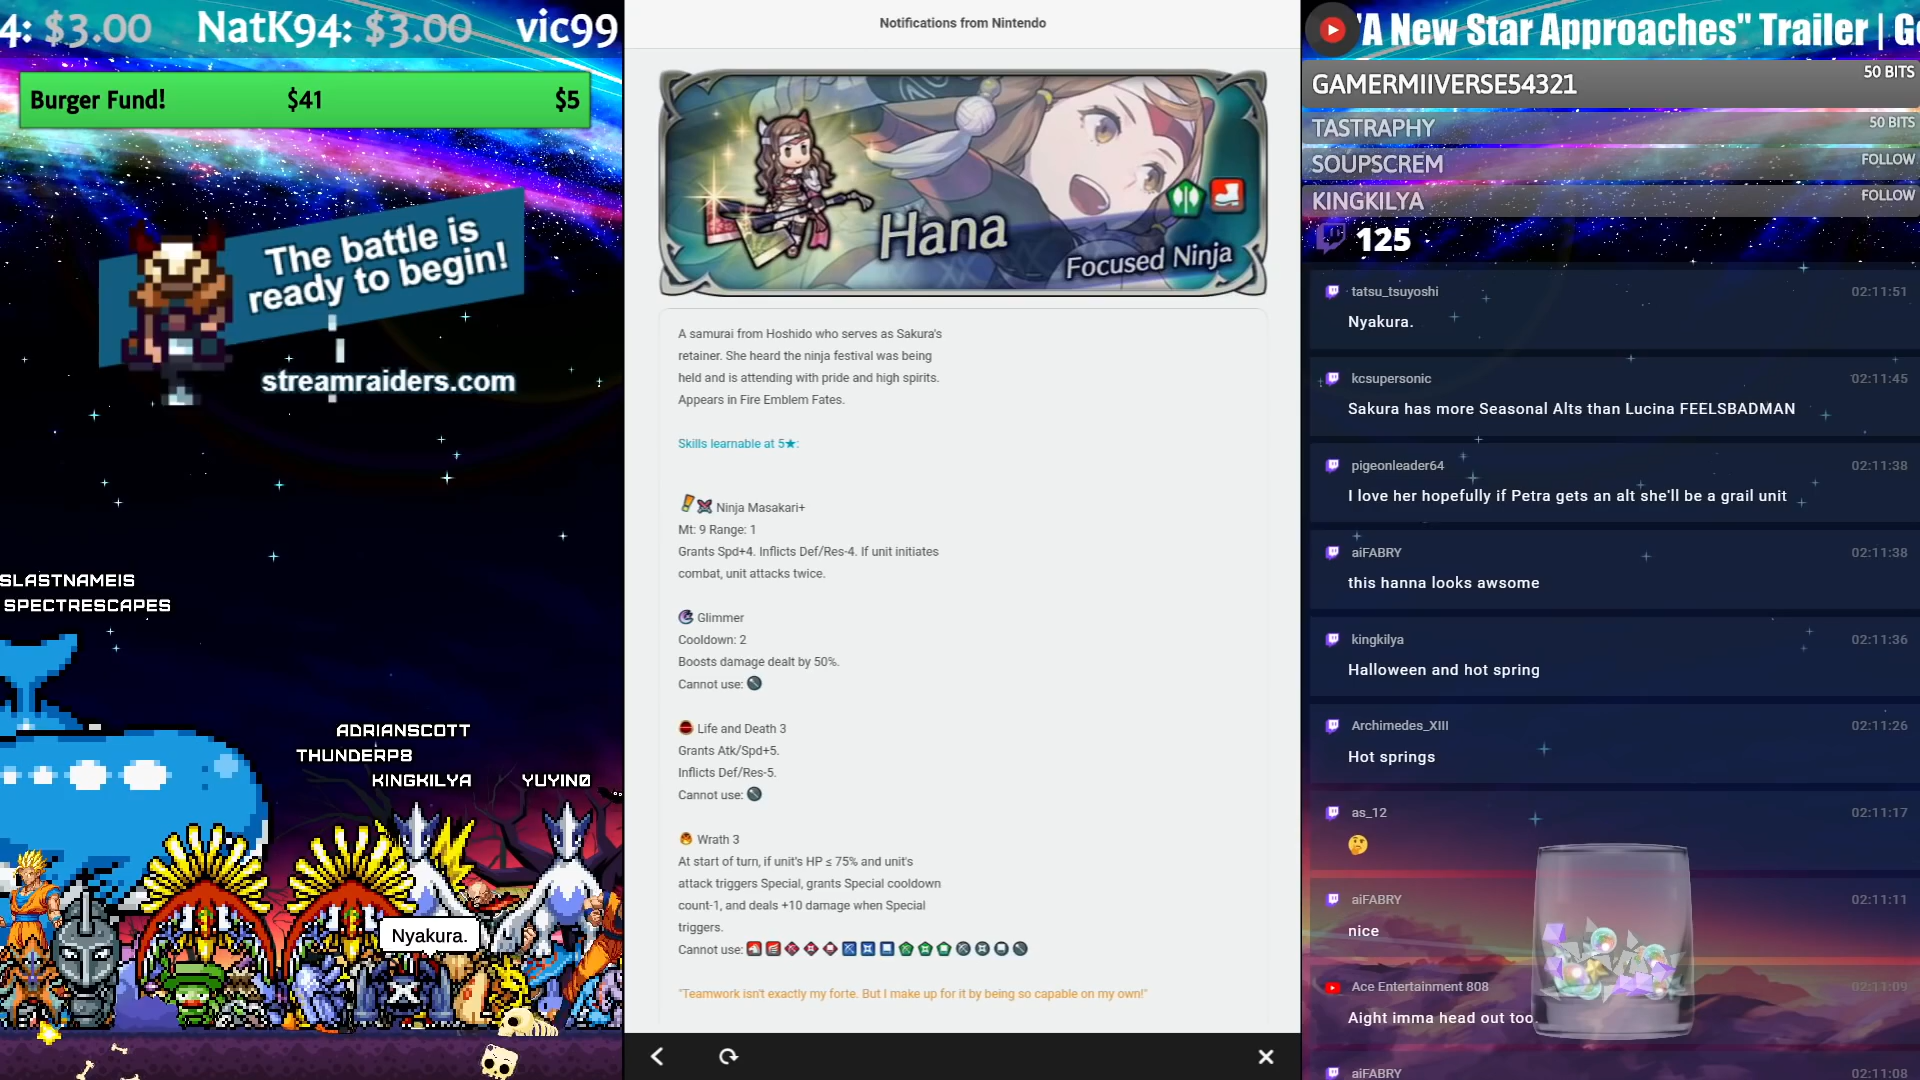 4: $3.00 NatK94: $3.00 vic99
Burger Fund! $41 $5
The battle is
ready to begin!
streamraiders.com
SLASTNAMEIS
SPECTRESCAPES
ADRIANSCOTT
THUNDERP8
KINGKILYA YUYIN0
Nyakura.
Notifications from Nintendo
Hana
Focused Ninja
A samurai from Hoshido who serves as Sakura's
retainer. She heard the ninja festival was being
held and is attending with pride and high spirits.
Appears in Fire Emblem Fates.
Skills learnable at 5★:
Ninja Masakari+
Mt: 9 Range: 1
Grants Spd+4. Inflicts Def/Res-4. If unit initiates
combat, unit attacks twice.
Glimmer
Cooldown: 2
Boosts damage dealt by 50%.
Cannot use:
Life and Death 3
Grants Atk/Spd+5.
Inflicts Def/Res-5.
Cannot use:
Wrath 3
At start of turn, if unit's HP ≤ 75% and unit's
attack triggers Special, grants Special cooldown
count-1, and deals +10 damage when Special
triggers.
Cannot use:
"Teamwork isn't exactly my forte. But I make up for it by being so capable on my own!"
"A New Star Approaches" Trailer | Go
GAMERMIIVERSE54321 50 BITS
TASTRAPHY 50 BITS
SOUPSCREM FOLLOW
KINGKILYA FOLLOW
125
tatsu_tsuyoshi 02:11:51
Nyakura.
kcsupersonic 02:11:45
Sakura has more Seasonal Alts than Lucina FEELSBADMAN
pigeonleader64 02:11:38
I love her hopefully if Petra gets an alt she'll be a grail unit
aiFABRY 02:11:38
this hanna looks awsome
kingkilya 02:11:36
Halloween and hot spring
Archimedes_XIII 02:11:26
Hot springs
as_12 02:11:17
🤔
aiFABRY 02:11:11
nice
Ace Entertainment 808 02:11:09
Aight imma head out too.
aiFABRY 02:11:08